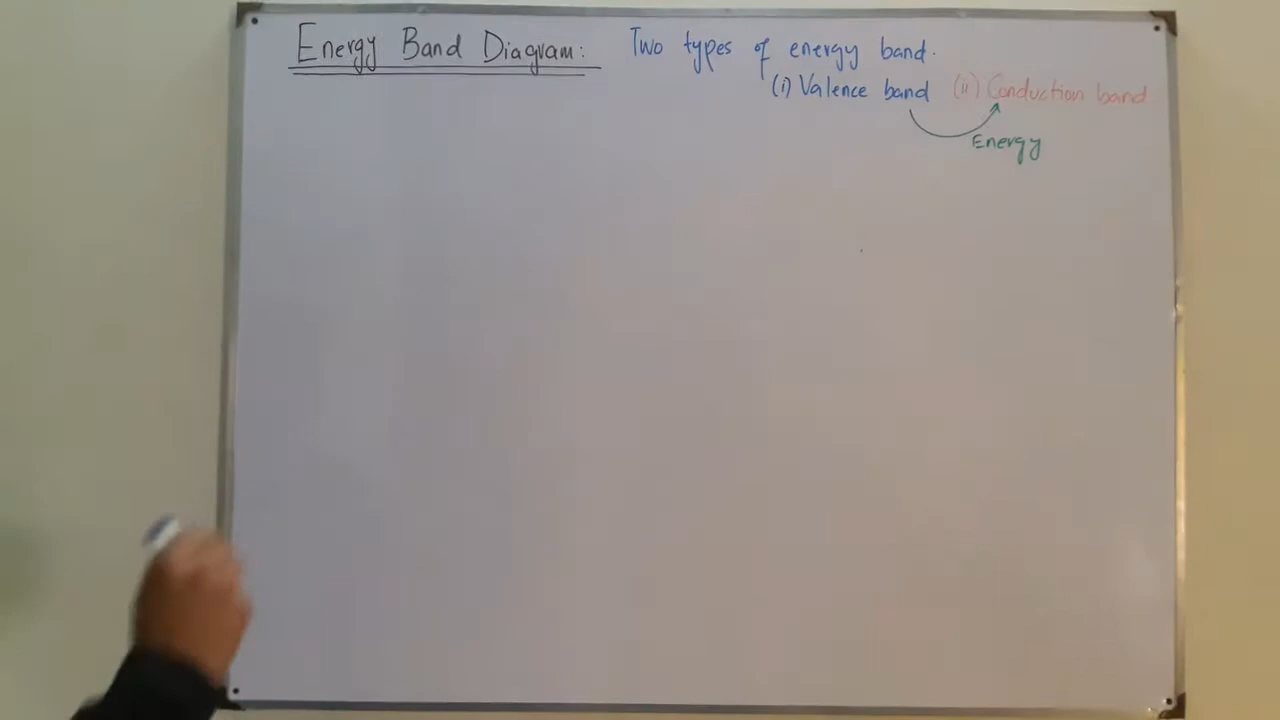 Energy Band Diagram: Two types of energy band.
(i) Valence band (ii) Conduction band
Energy